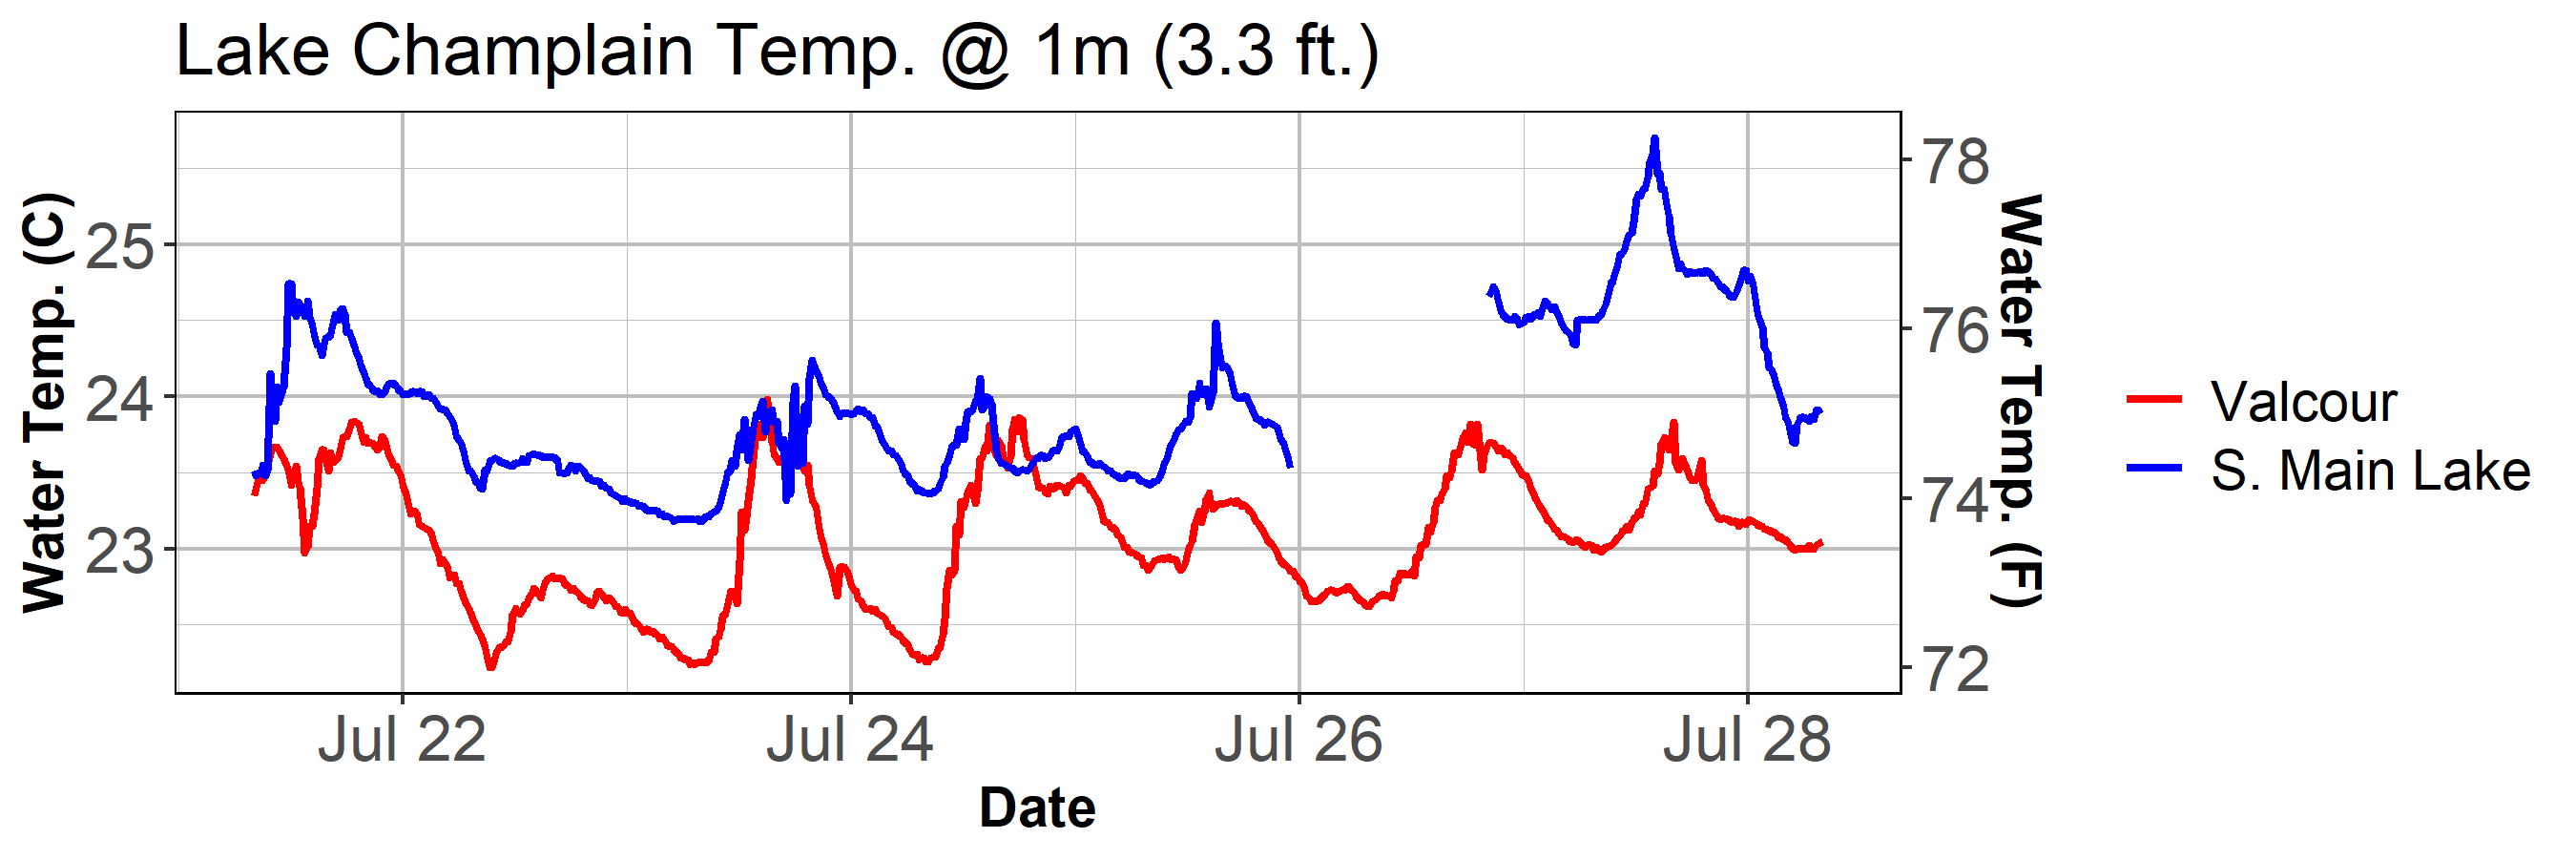 Lake Champlain Temp. @ 1m (3.3 ft.)
Water Temp. (C)
25
24
23
78
76
74
72
Water Temp. (F)
Jul 22
Jul 24
Jul 26
Jul 28
Date
Valcour
S. Main Lake